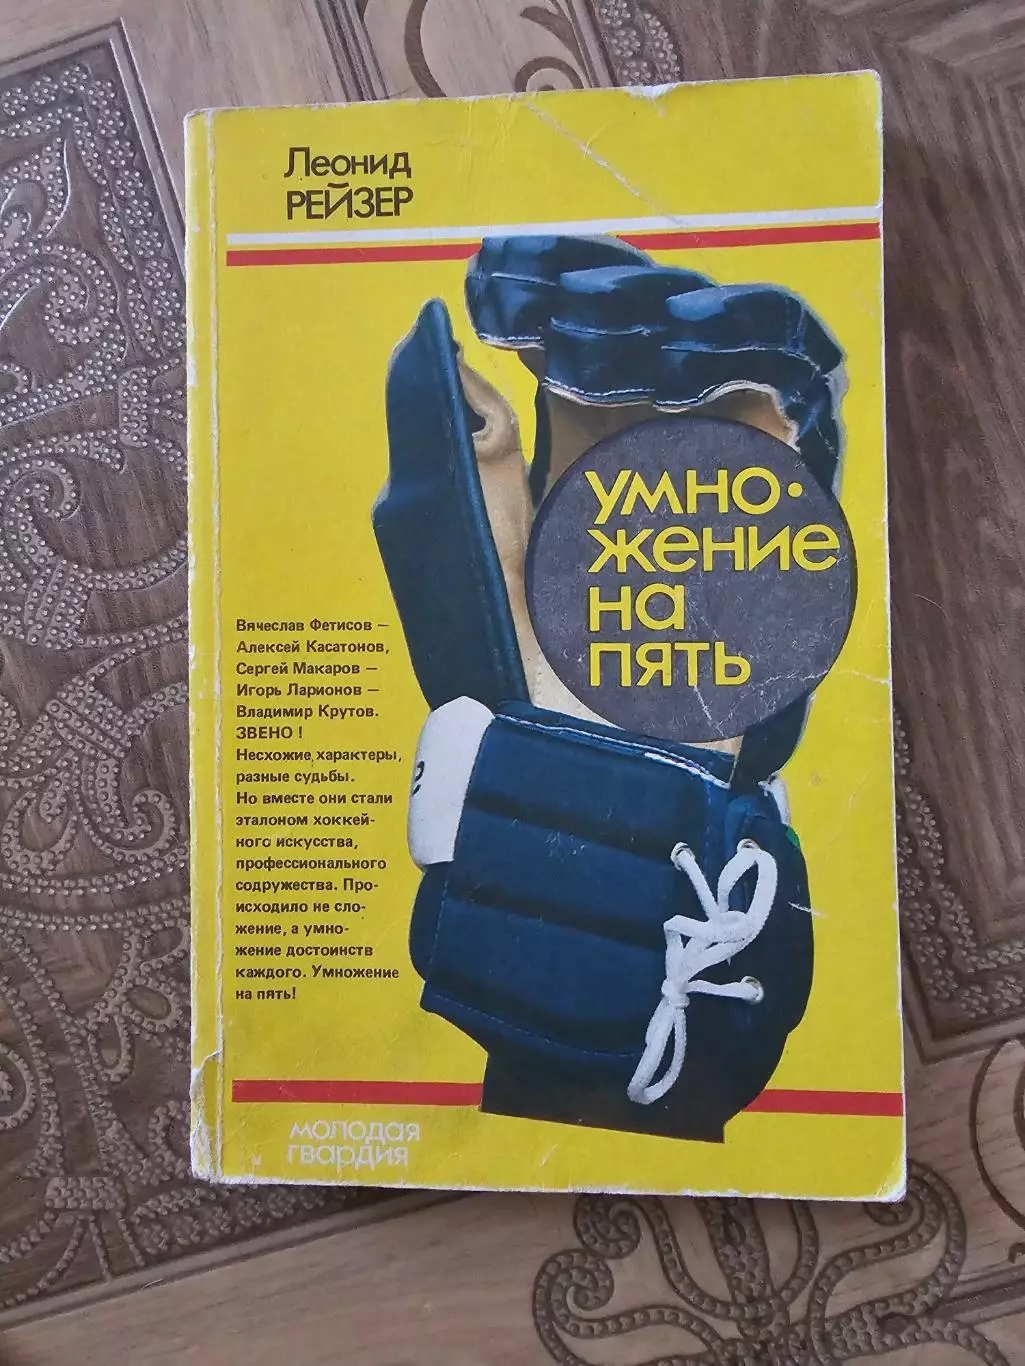 Леонид
РЕЙЗЕР
умно-
жение
на
пять
Вячеслав Фетисов –
Алексей Касатонов,
Сергей Макаров –
Игорь Ларионов –
Владимир Крутов.
ЗВЕНО !
Несхожие характеры,
разные судьбы.
Но вместе они стали
эталоном хоккей-
ного искусства,
профессионального
содружества. Про-
исходило не сло-
жение, а умно-
жение достоинств
каждого. Умножение
на пять!
молодая
гвардия